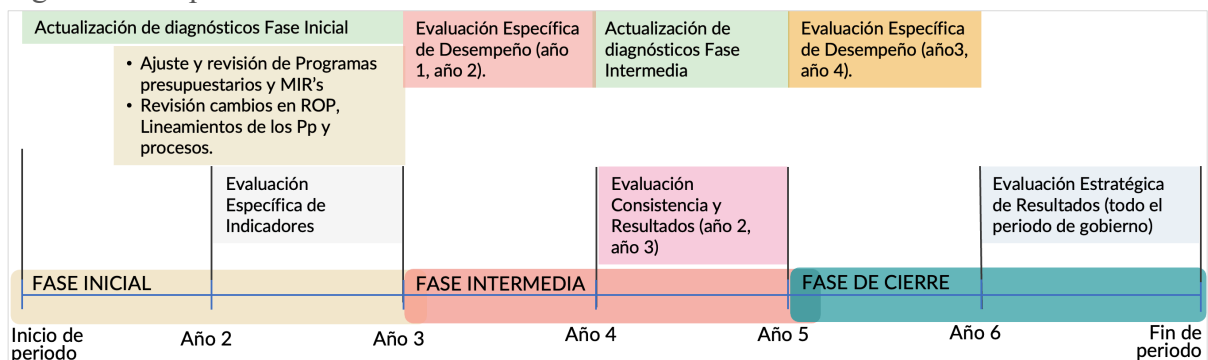 Actualización de diagnósticos Fase Inicial
• Ajuste y revisión de Programas
presupuestarios y MIR's
• Revisión cambios en ROP,
Lineamientos de los Pp y
procesos.
Evaluación Específica
de Desempeño (año
1, año 2).
Actualización de
diagnósticos Fase
Intermedia
Evaluación Específica
de Desempeño (año3,
año 4).
Evaluación
Específica de
Indicadores
Evaluación
Consistencia y
Resultados (año 2,
año 3)
Evaluación Estratégica
de Resultados (todo el
periodo de gobierno)
FASE INICIAL
FASE INTERMEDIA
FASE DE CIERRE
Inicio de
periodo
Año 2
Año 3
Año 4
Año 5
Año 6
Fin de
periodo